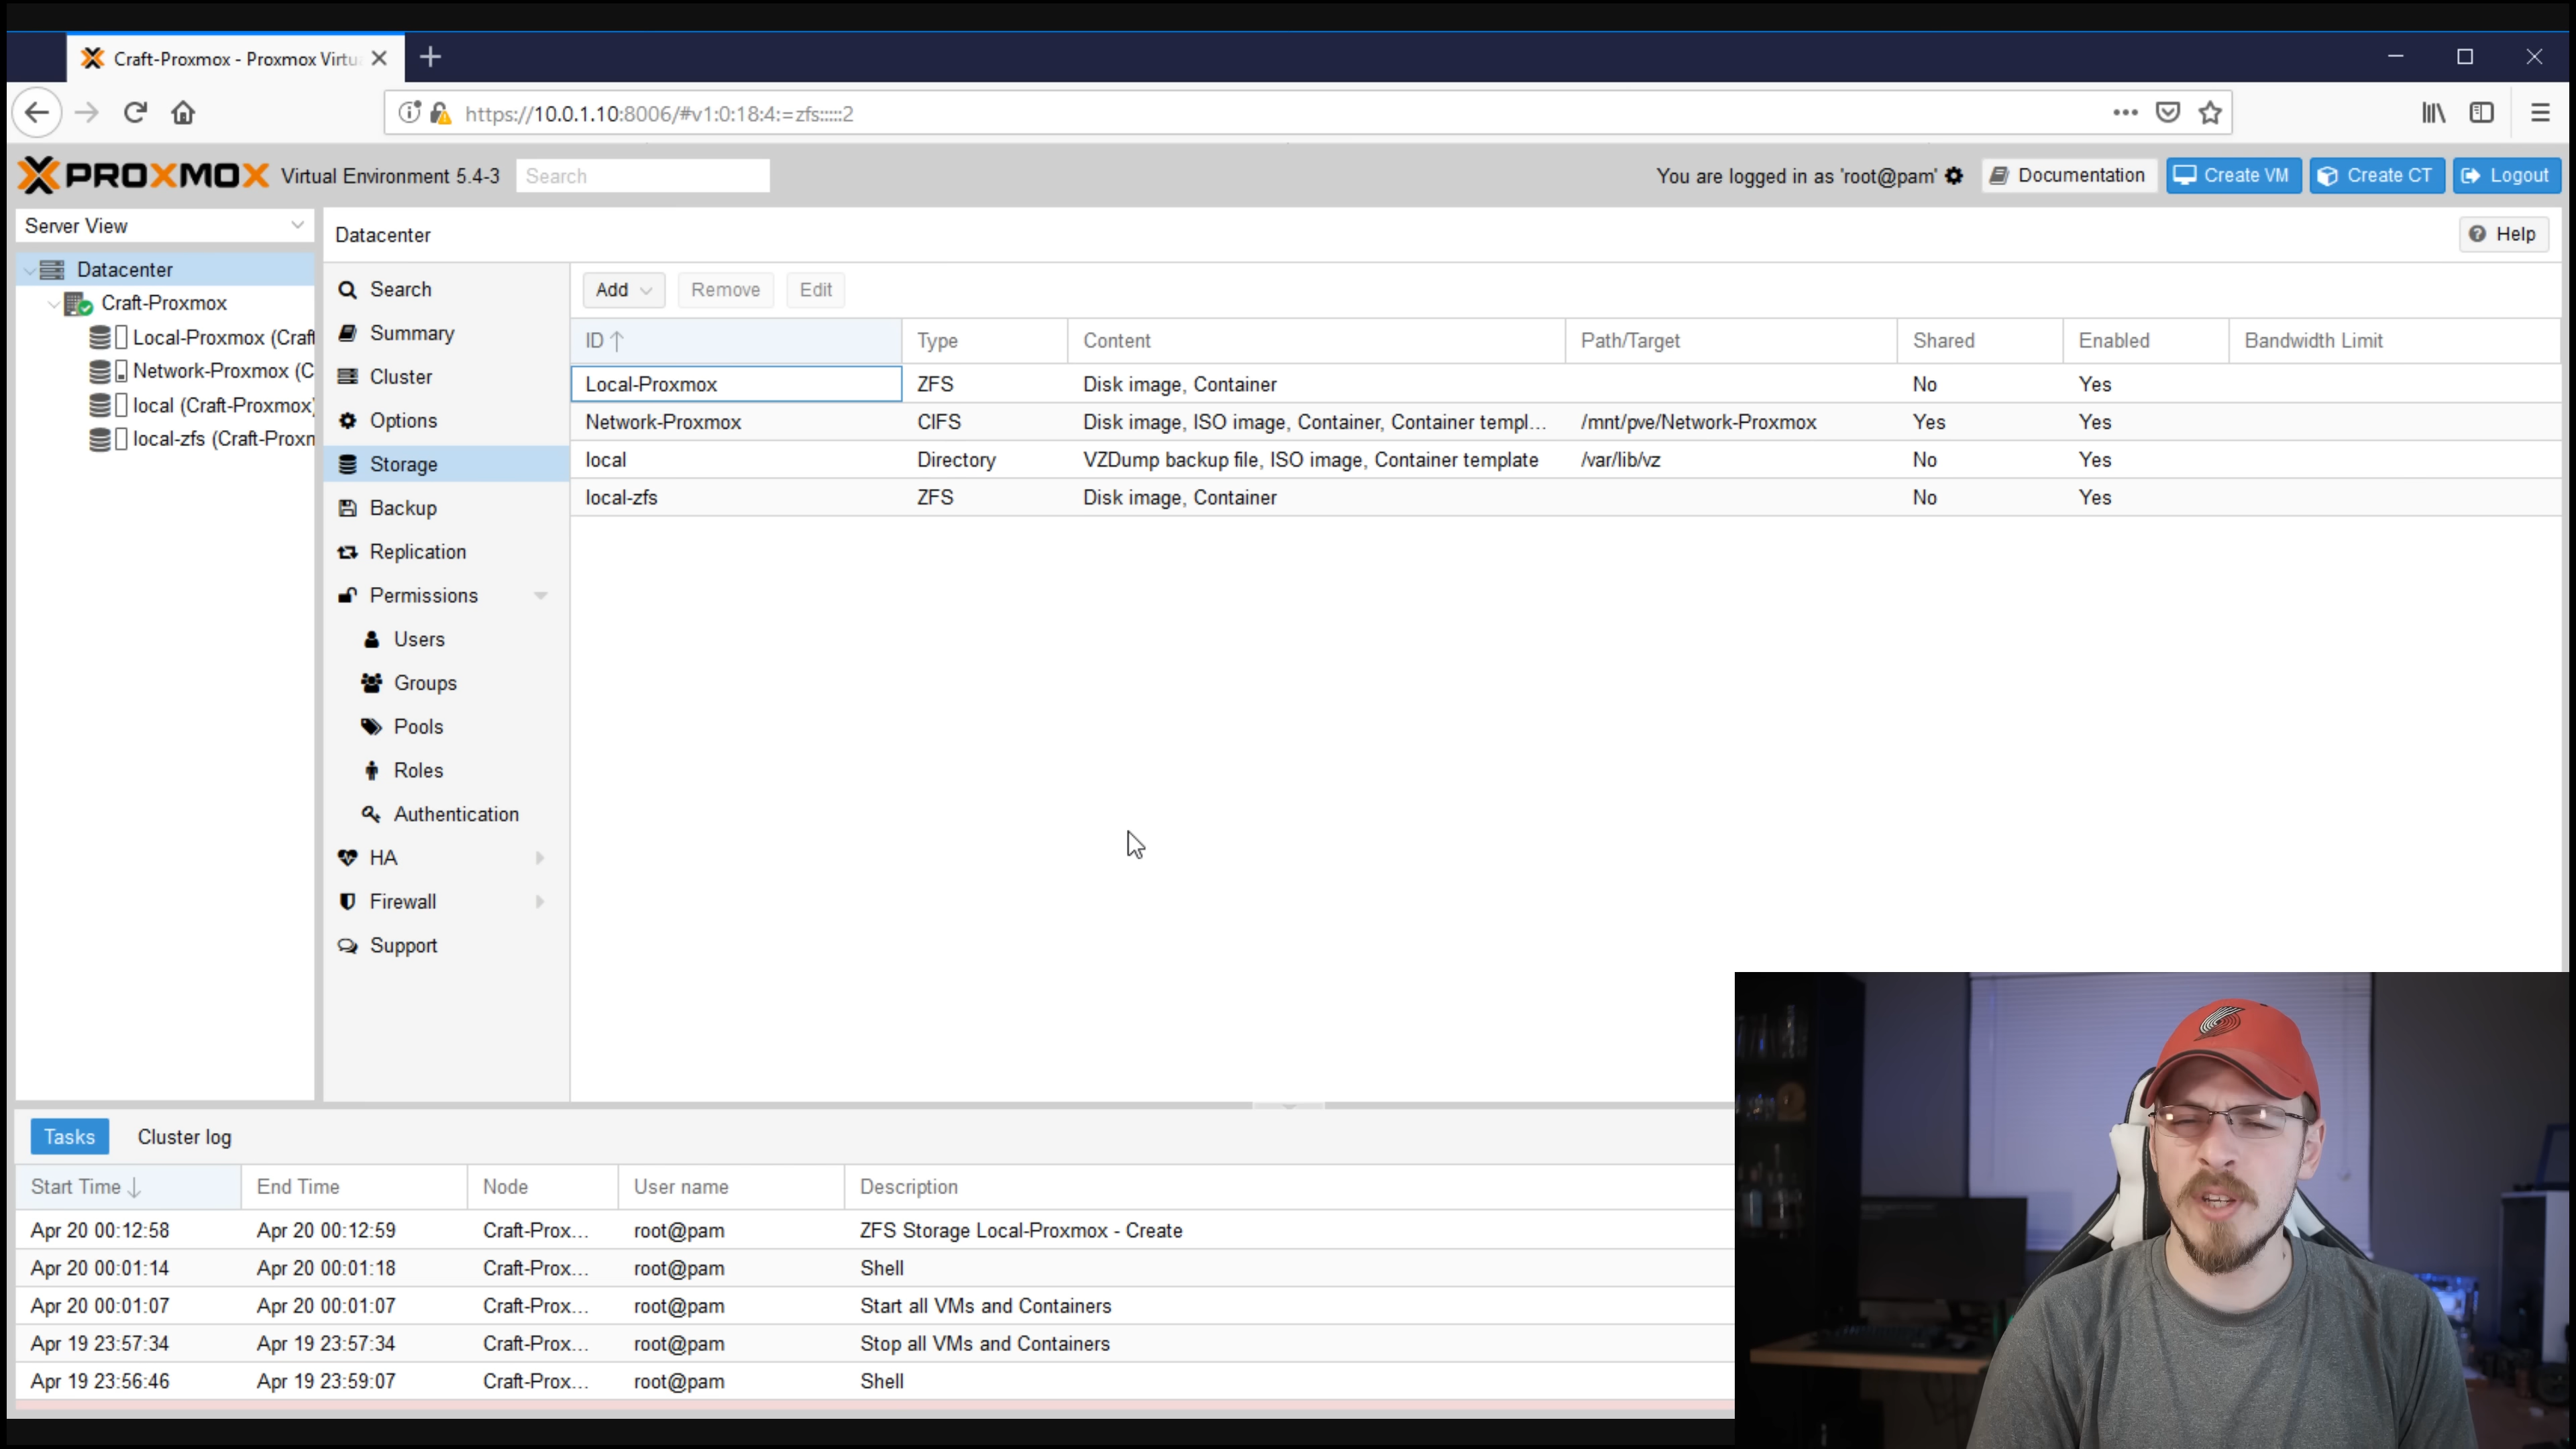 Craft-Proxmox - Proxmox Virtu
https://10.0.1.10:8006/#v1:0:18:4:=zfs:::::2
PROXMOX Virtual Environment 5.4-3 Search You are logged in as 'root@pam' Documentation Create VM Create CT Logout
Server View
Datacenter
Craft-Proxmox
Local-Proxmox (Craf
Network-Proxmox (C
local (Craft-Proxmox)
local-zfs (Craft-Proxn
Datacenter Help
Search
Summary
Cluster
Options
Storage
Backup
Replication
Permissions
Users
Groups
Pools
Roles
Authentication
HA
Firewall
Support
Add Remove Edit
ID Type Content Path/Target Shared Enabled Bandwidth Limit
Local-Proxmox ZFS Disk image, Container No Yes
Network-Proxmox CIFS Disk image, ISO image, Container, Container templ... /mnt/pve/Network-Proxmox Yes Yes
local Directory VZDump backup file, ISO image, Container template /var/lib/vz No Yes
local-zfs ZFS Disk image, Container No Yes
Tasks Cluster log
Start Time End Time Node User name Description
Apr 20 00:12:58 Apr 20 00:12:59 Craft-Prox... root@pam ZFS Storage Local-Proxmox - Create
Apr 20 00:01:14 Apr 20 00:01:18 Craft-Prox... root@pam Shell
Apr 20 00:01:07 Apr 20 00:01:07 Craft-Prox... root@pam Start all VMs and Containers
Apr 19 23:57:34 Apr 19 23:57:34 Craft-Prox... root@pam Stop all VMs and Containers
Apr 19 23:56:46 Apr 19 23:59:07 Craft-Prox... root@pam Shell